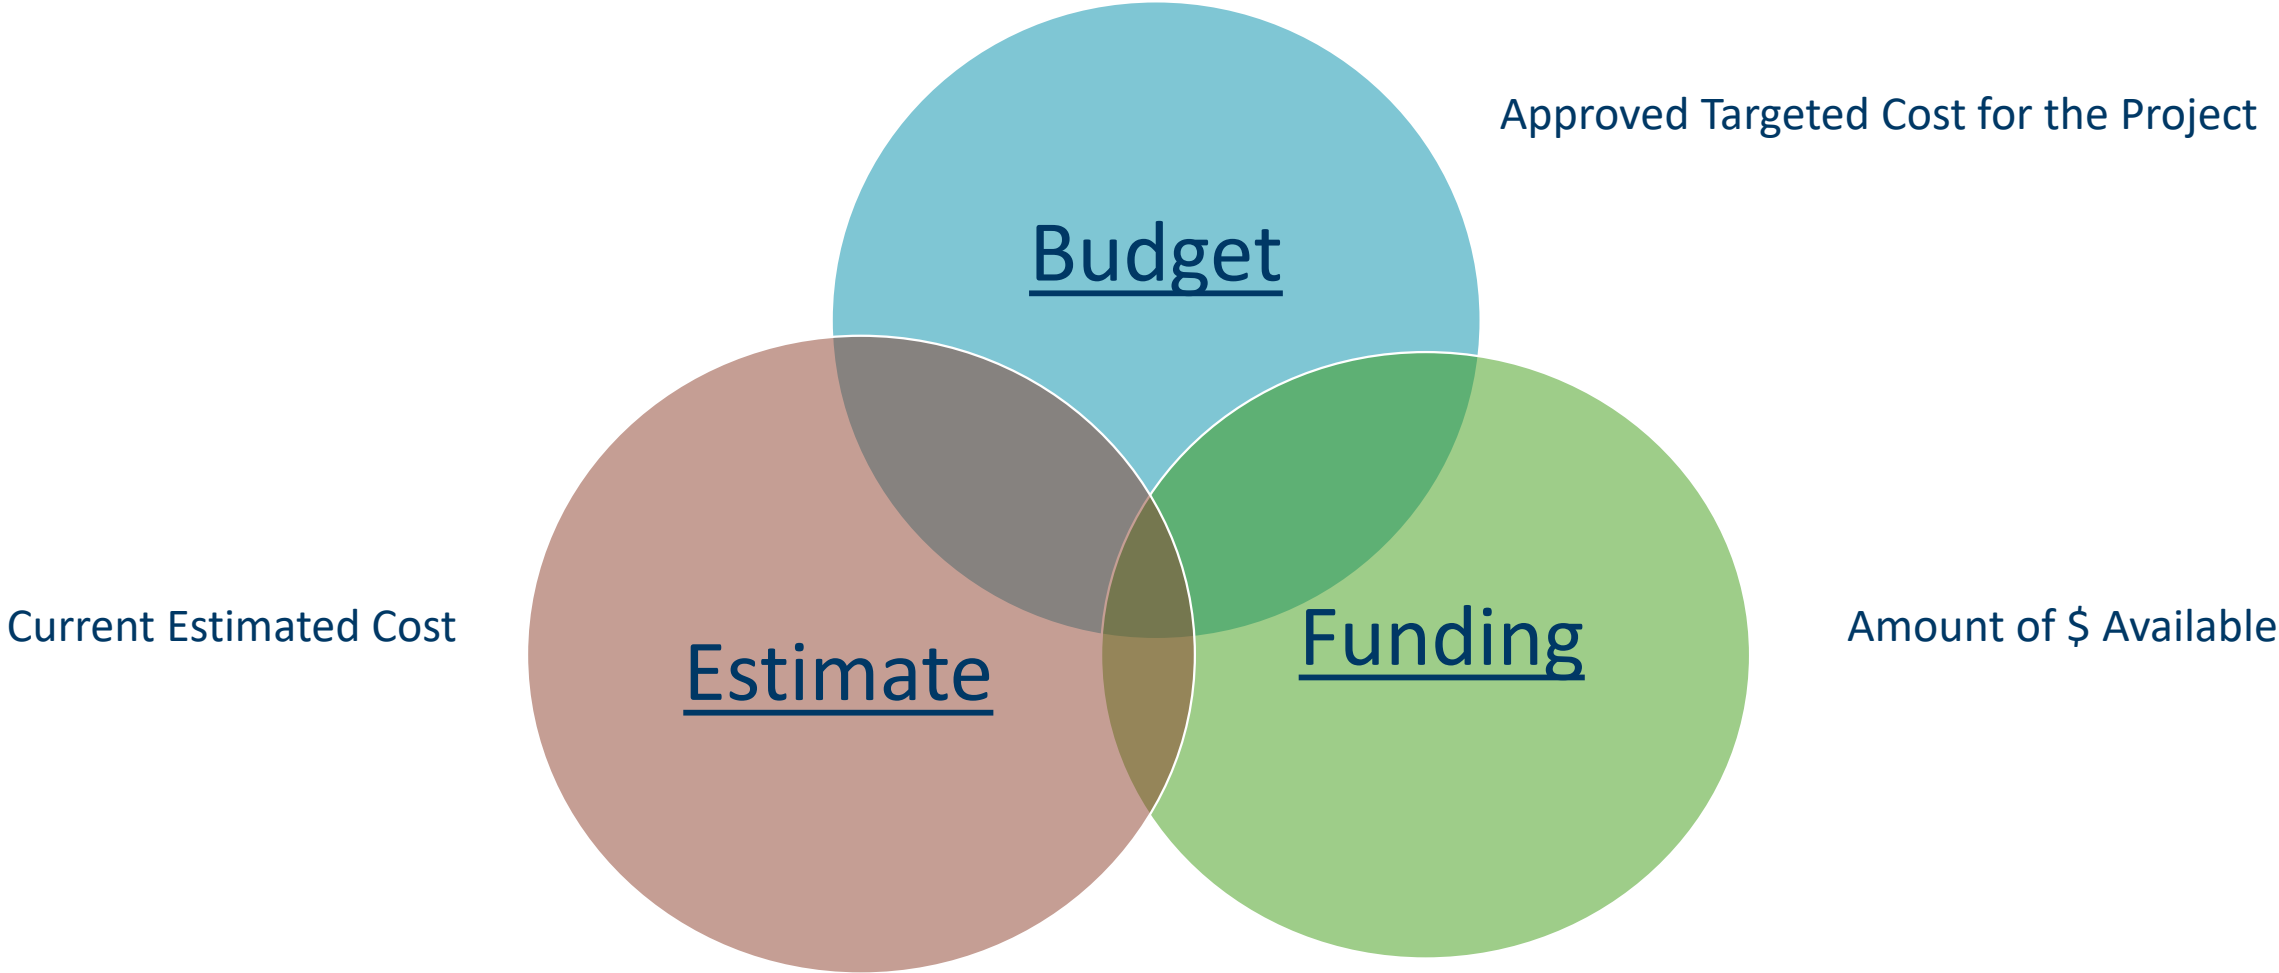 Approved Targeted Cost for the Project
Budget
Current Estimated Cost
Estimate
Funding
Amount of $ Available